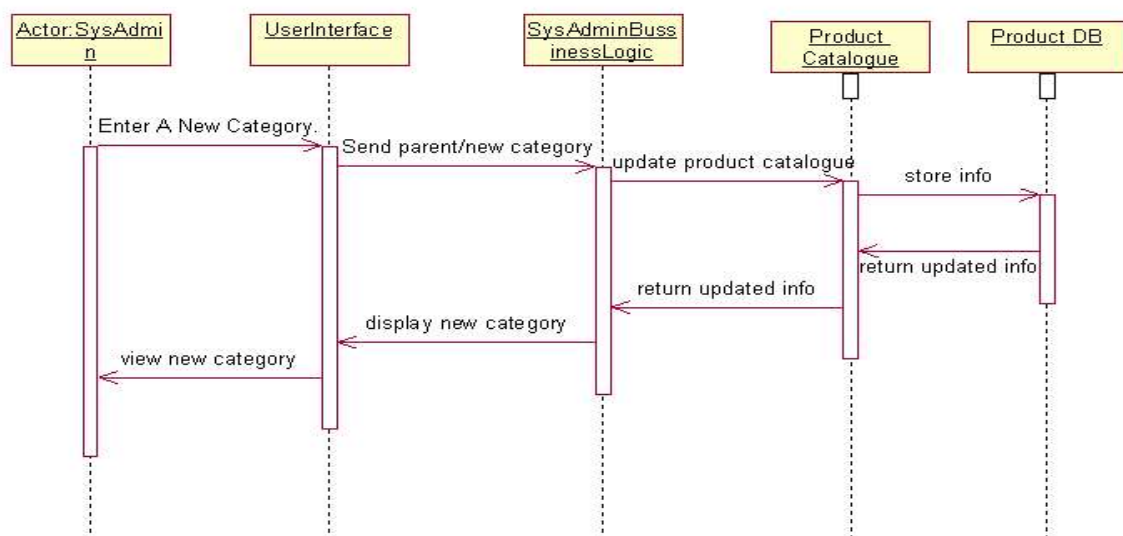 Actor:SysAdmi
n
UserInterface
SysAdminBuss
inessLogic
Product
Catalogue
Product DB
Enter A New Category.
Send parent/new category
update product catalogue
store info
return updated info
return updated info
display new category
view new category